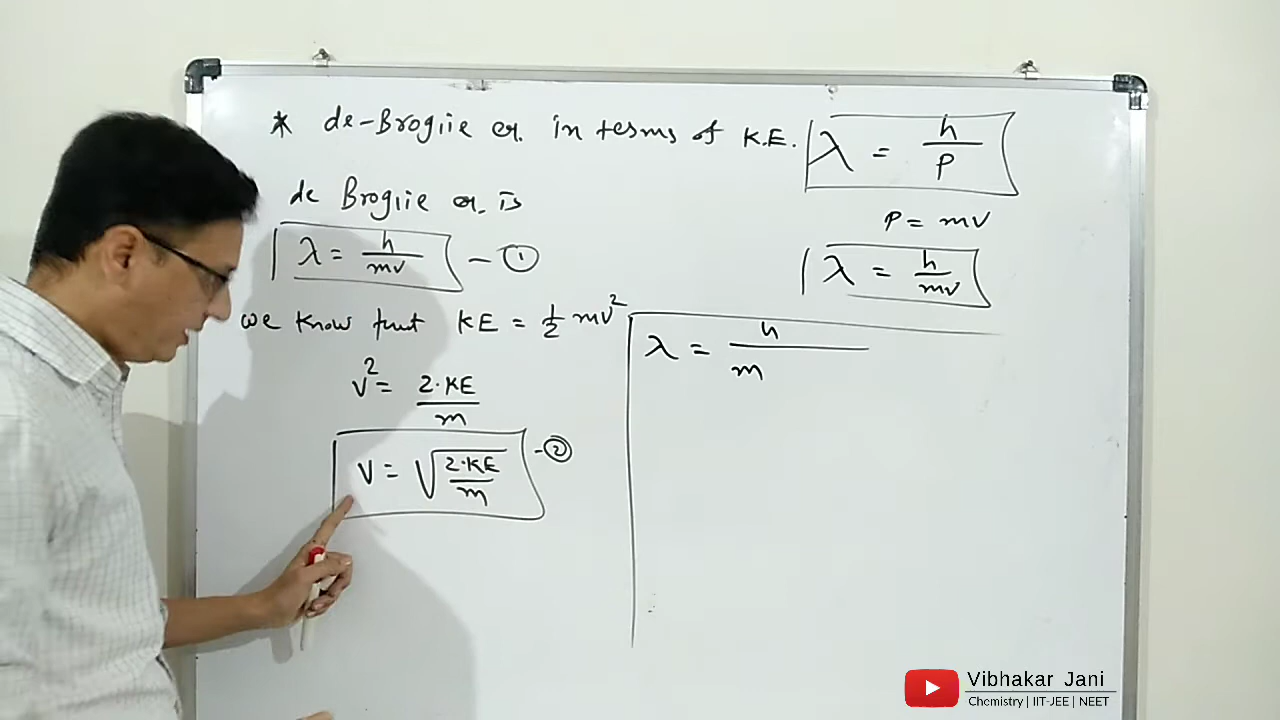 * de-Broglie eq. in terms of K.E.
λ = h/p
de Broglie eq. is
p = mv
λ = h/mv - ①
λ = h/mv
we know that KE = 1/2 mv²
v² = 2·KE/m
v = √(2·KE/m) - ②
λ = h/m
Vibhakar Jani
Chemistry | IIT-JEE | NEET